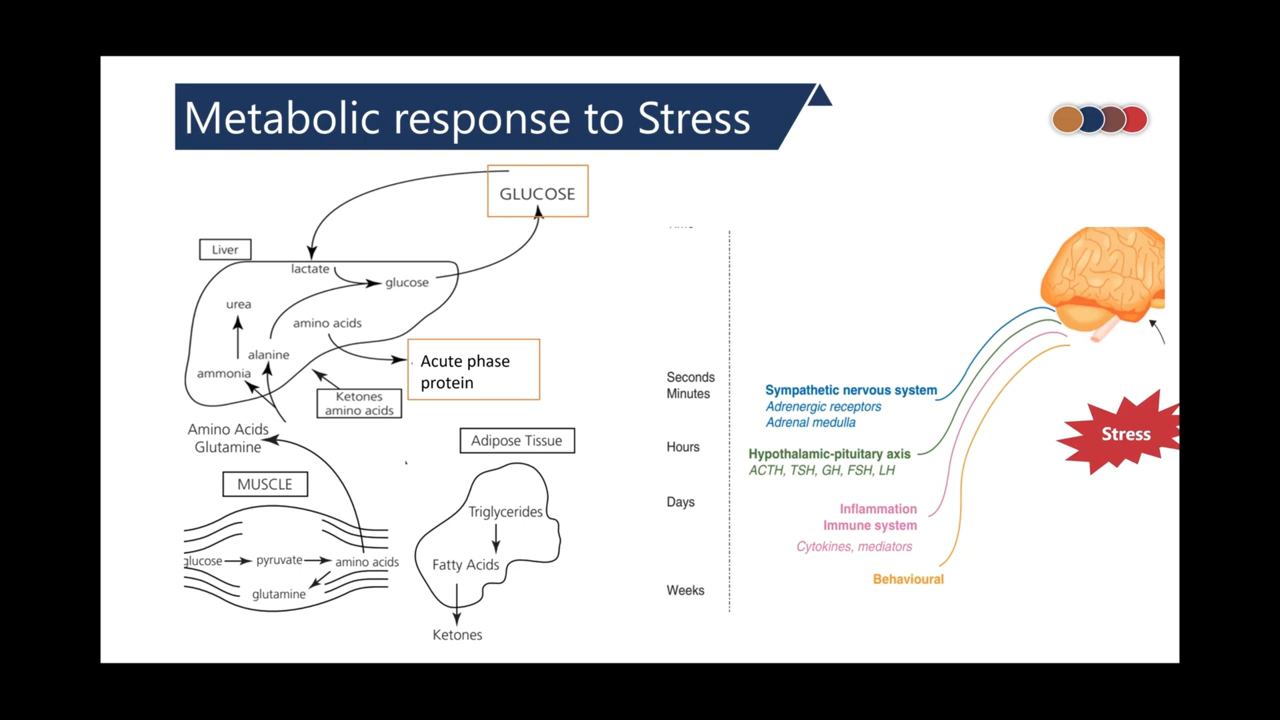 Metabolic response to Stress
GLUCOSE
Liver
lactate
glucose
urea
amino acids
alanine
ammonia
Acute phase
protein
Ketones
amino acids
Amino Acids
Glutamine
MUSCLE
glucose
pyruvate
amino acids
glutamine
Adipose Tissue
Triglycerides
Fatty Acids
Ketones
Seconds
Minutes
Hours
Days
Weeks
Sympathetic nervous system
Adrenergic receptors
Adrenal medulla
Hypothalamic-pituitary axis
ACTH, TSH, GH, FSH, LH
Inflammation
Immune system
Cytokines, mediators
Behavioural
Stress